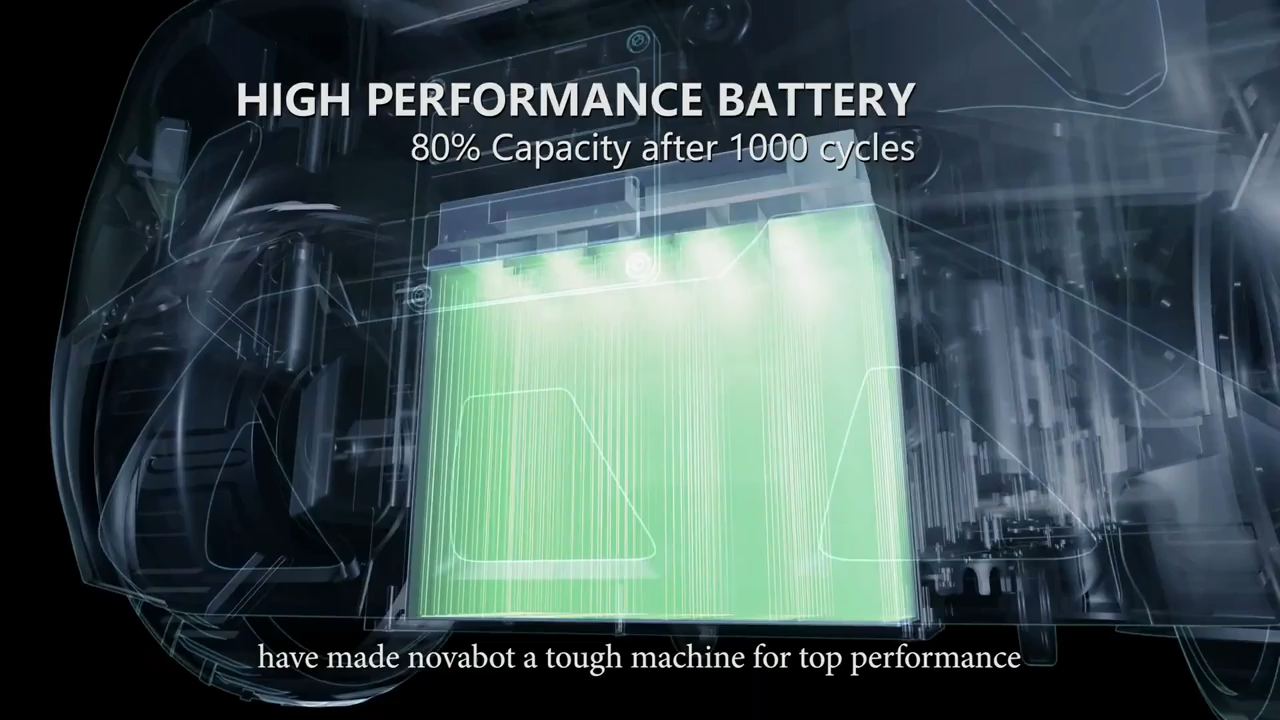 HIGH PERFORMANCE BATTERY
80% Capacity after 1000 cycles
have made novabot a tough machine for top performance